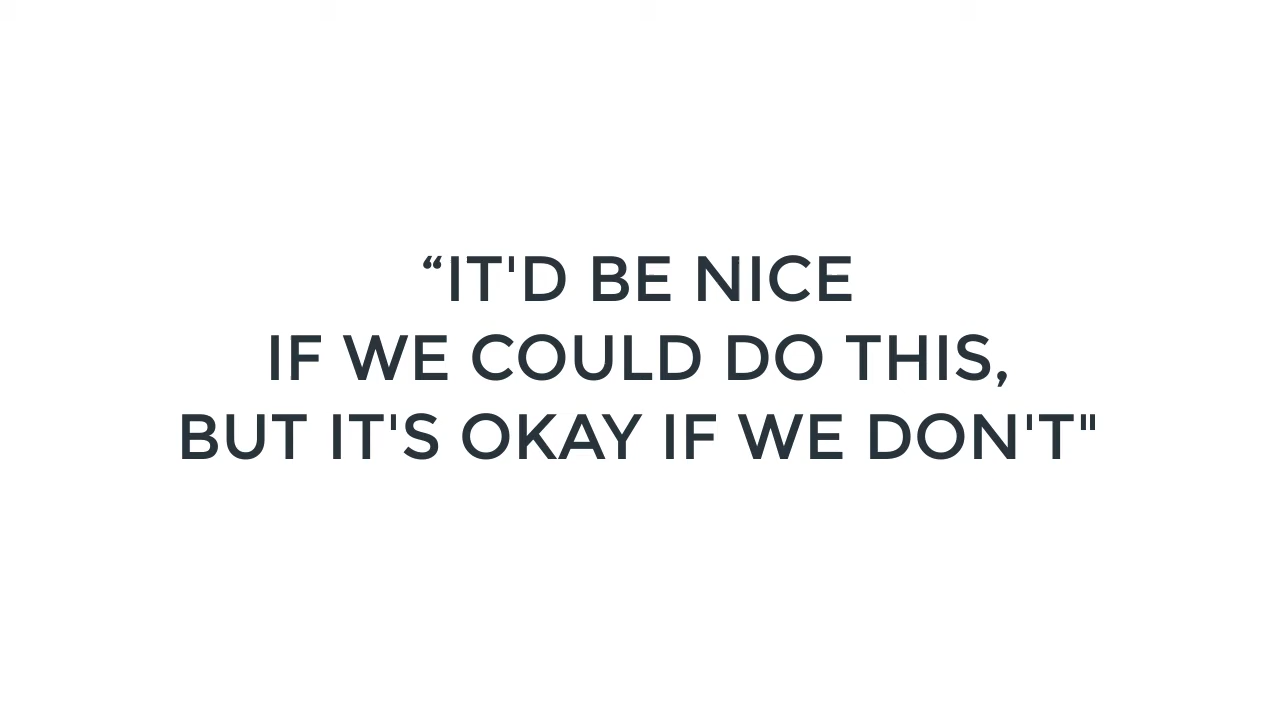 “IT'D BE NICE
IF WE COULD DO THIS,
BUT IT'S OKAY IF WE DON'T"